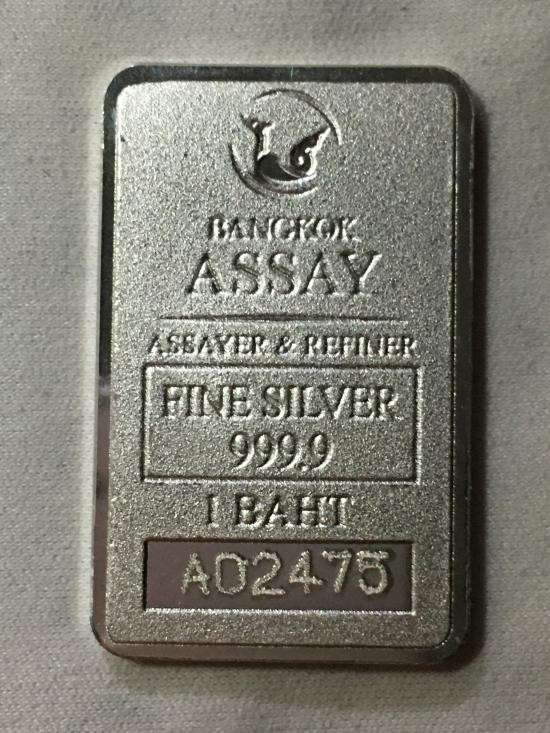 BANGKOK
ASSAY
ASSAYER & REFINER
FINE SILVER
999.9
1 BAHT
A02475